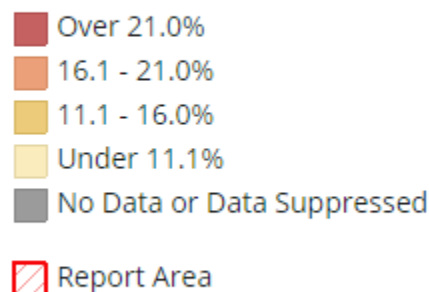 Over 21.0%
16.1 - 21.0%
11.1 - 16.0%
Under 11.1%
No Data or Data Suppressed
Report Area